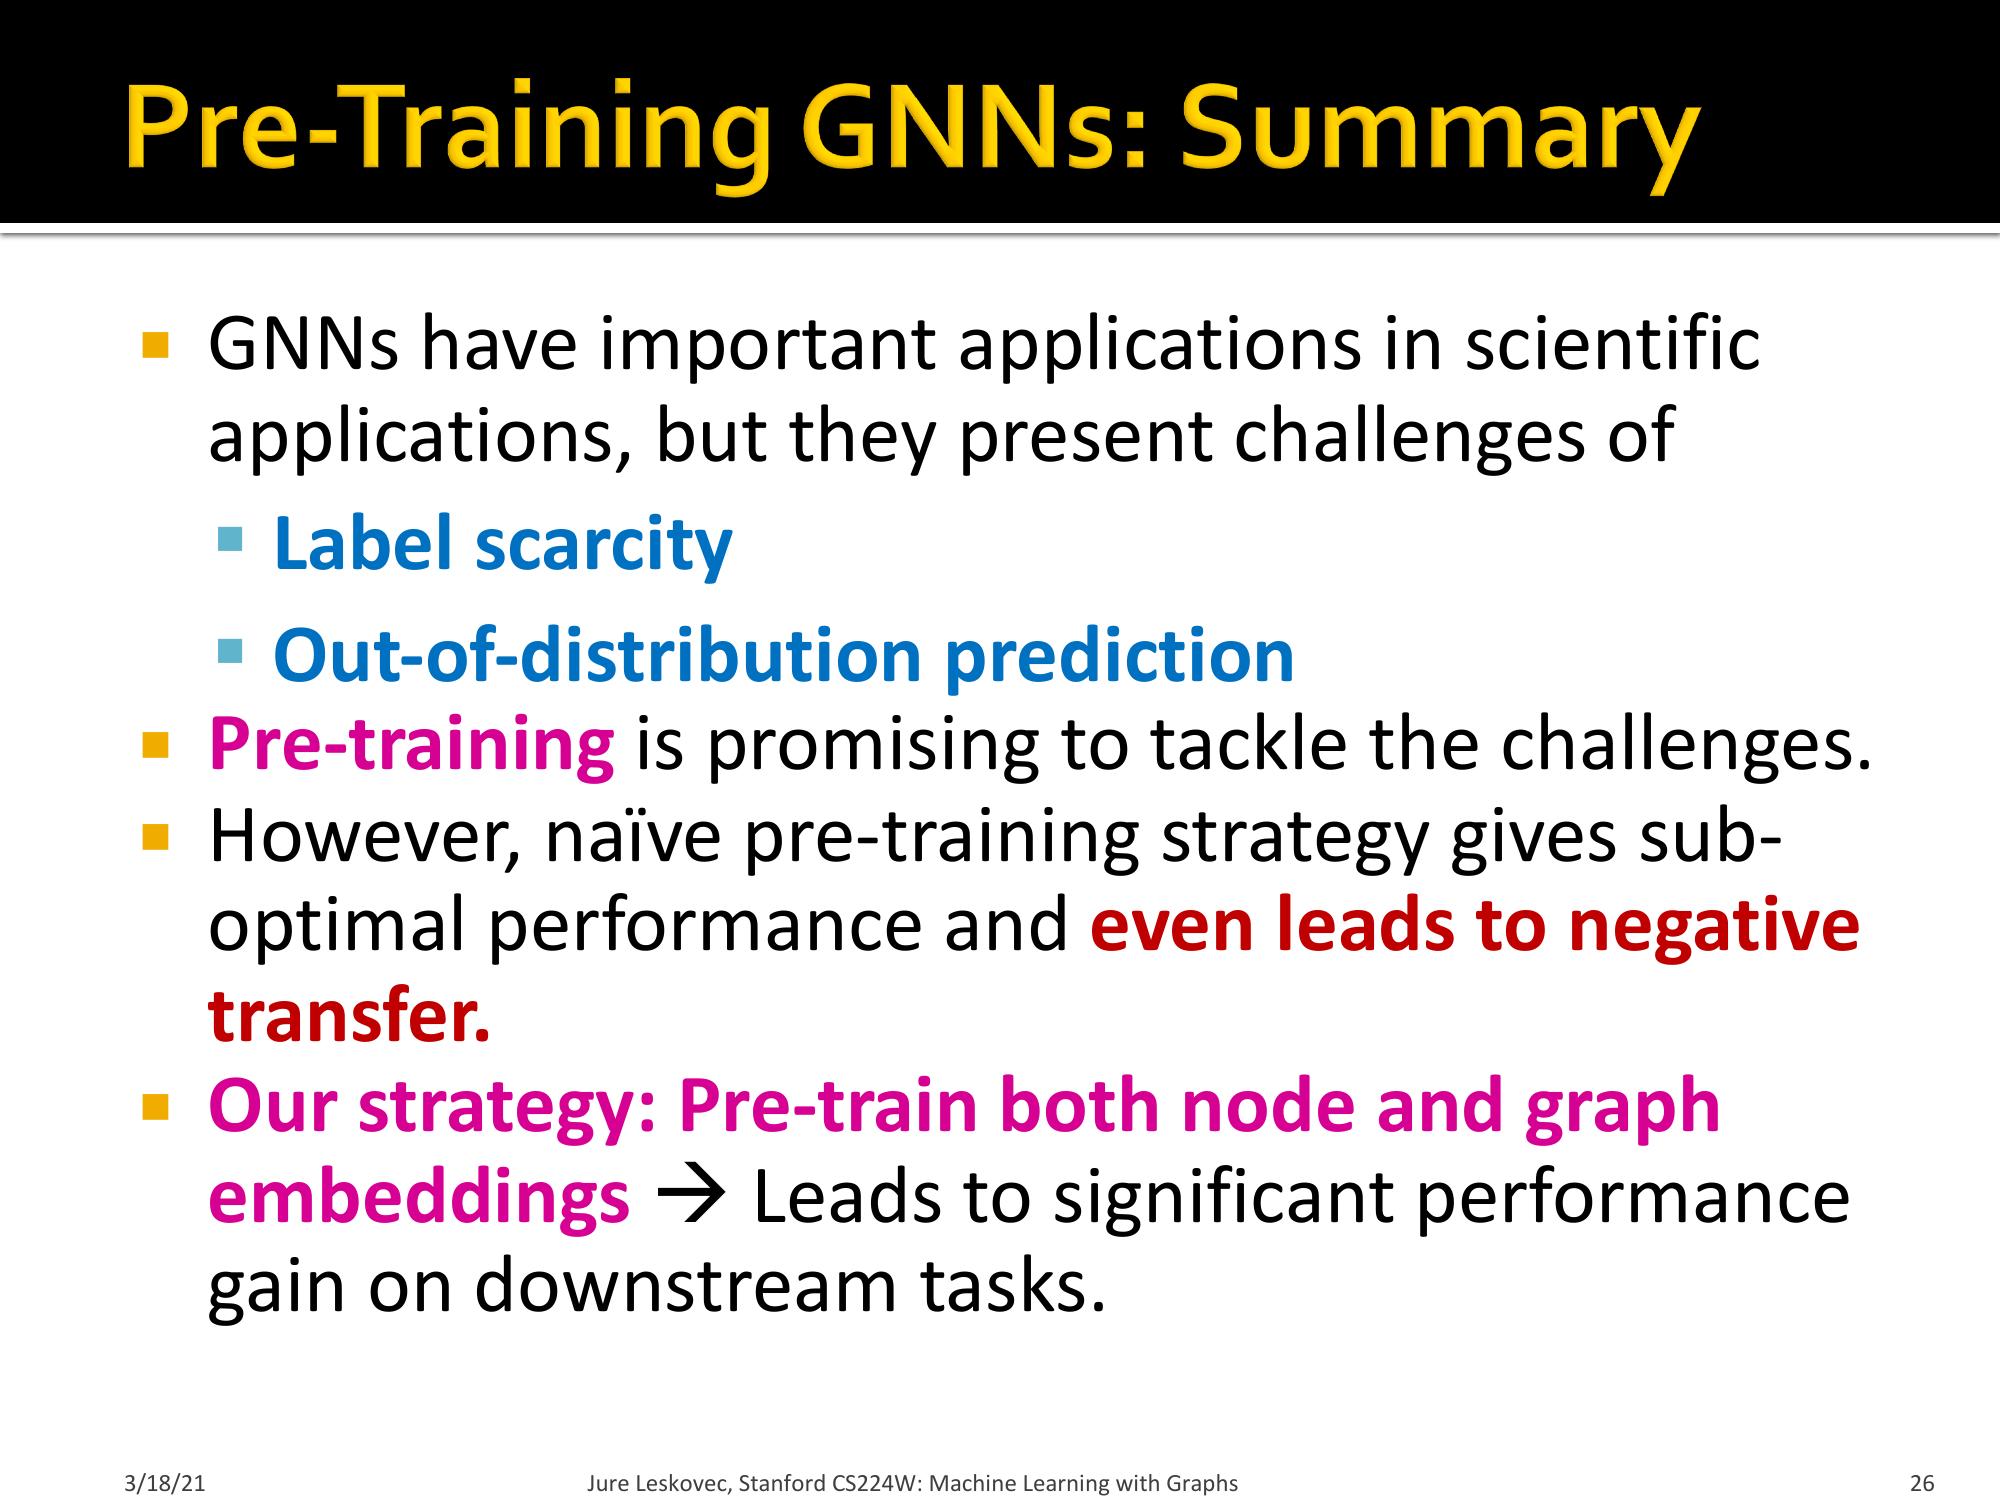 Pre-Training GNNs: Summary
GNNs have important applications in scientific
applications, but they present challenges of
Label scarcity
Out-of-distribution prediction
Pre-training is promising to tackle the challenges.
However, naïve pre-training strategy gives sub-
optimal performance and even leads to negative
transfer.
Our strategy: Pre-train both node and graph
embeddings → Leads to significant performance
gain on downstream tasks.
3/18/21
Jure Leskovec, Stanford CS224W: Machine Learning with Graphs
26